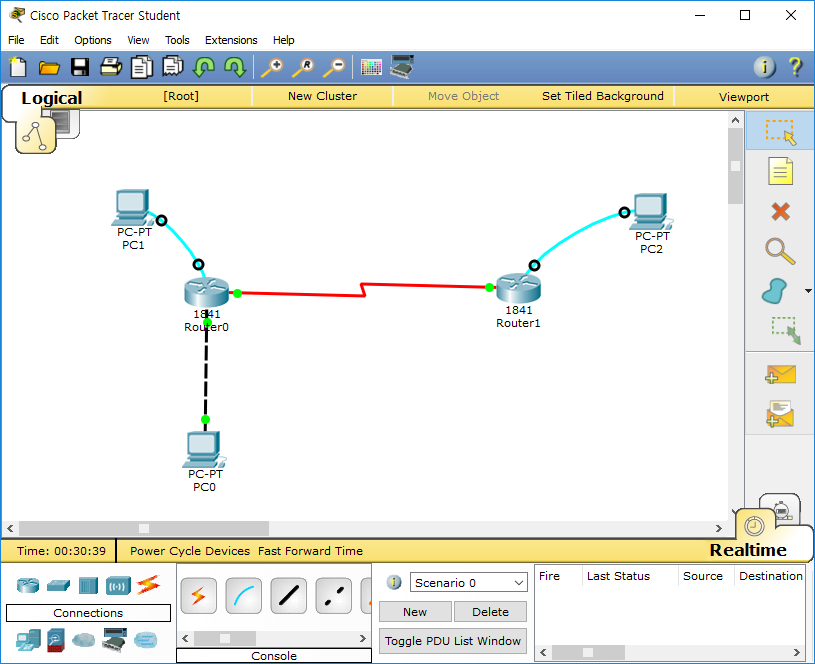 Cisco Packet Tracer Student
File Edit Options View Tools Extensions Help
Logical [Root] New Cluster Move Object Set Tiled Background Viewport
PC-PT
PC1
PC-PT
PC2
1841
Router0
1841
Router1
PC-PT
PC0
Time: 00:30:39 Power Cycle Devices Fast Forward Time
Realtime
Connections
Console
Scenario 0
New Delete
Toggle PDU List Window
Fire Last Status Source Destination